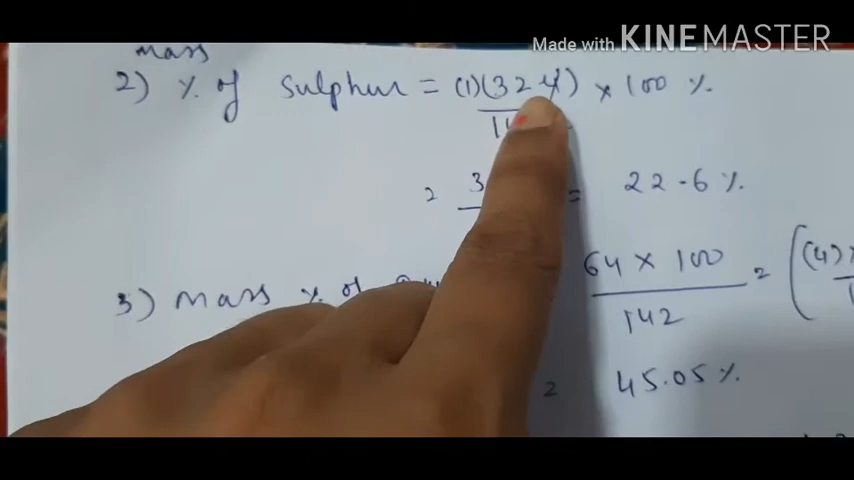 Made with KINEMASTER
mass
2) % of sulphur = (1)(32 u) × 100 %
= 22.6 %
3) mass % of
64 × 100 = (4)
142
= 45.05 %